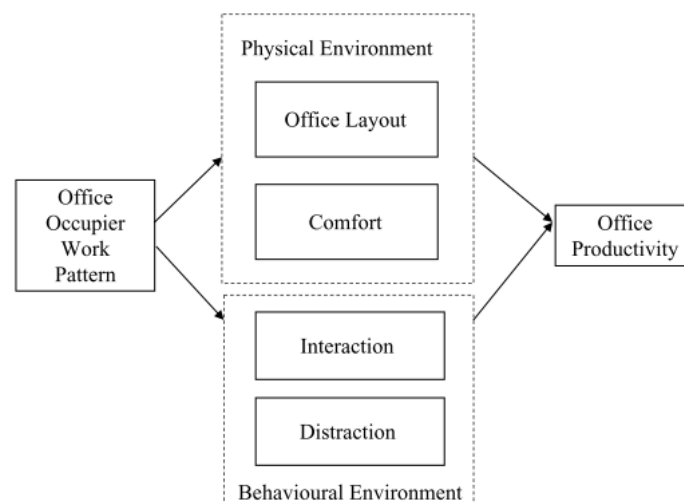 Physical Environment
Office Layout
Comfort
Office
Occupier
Work
Pattern
Office
Productivity
Interaction
Distraction
Behavioural Environment